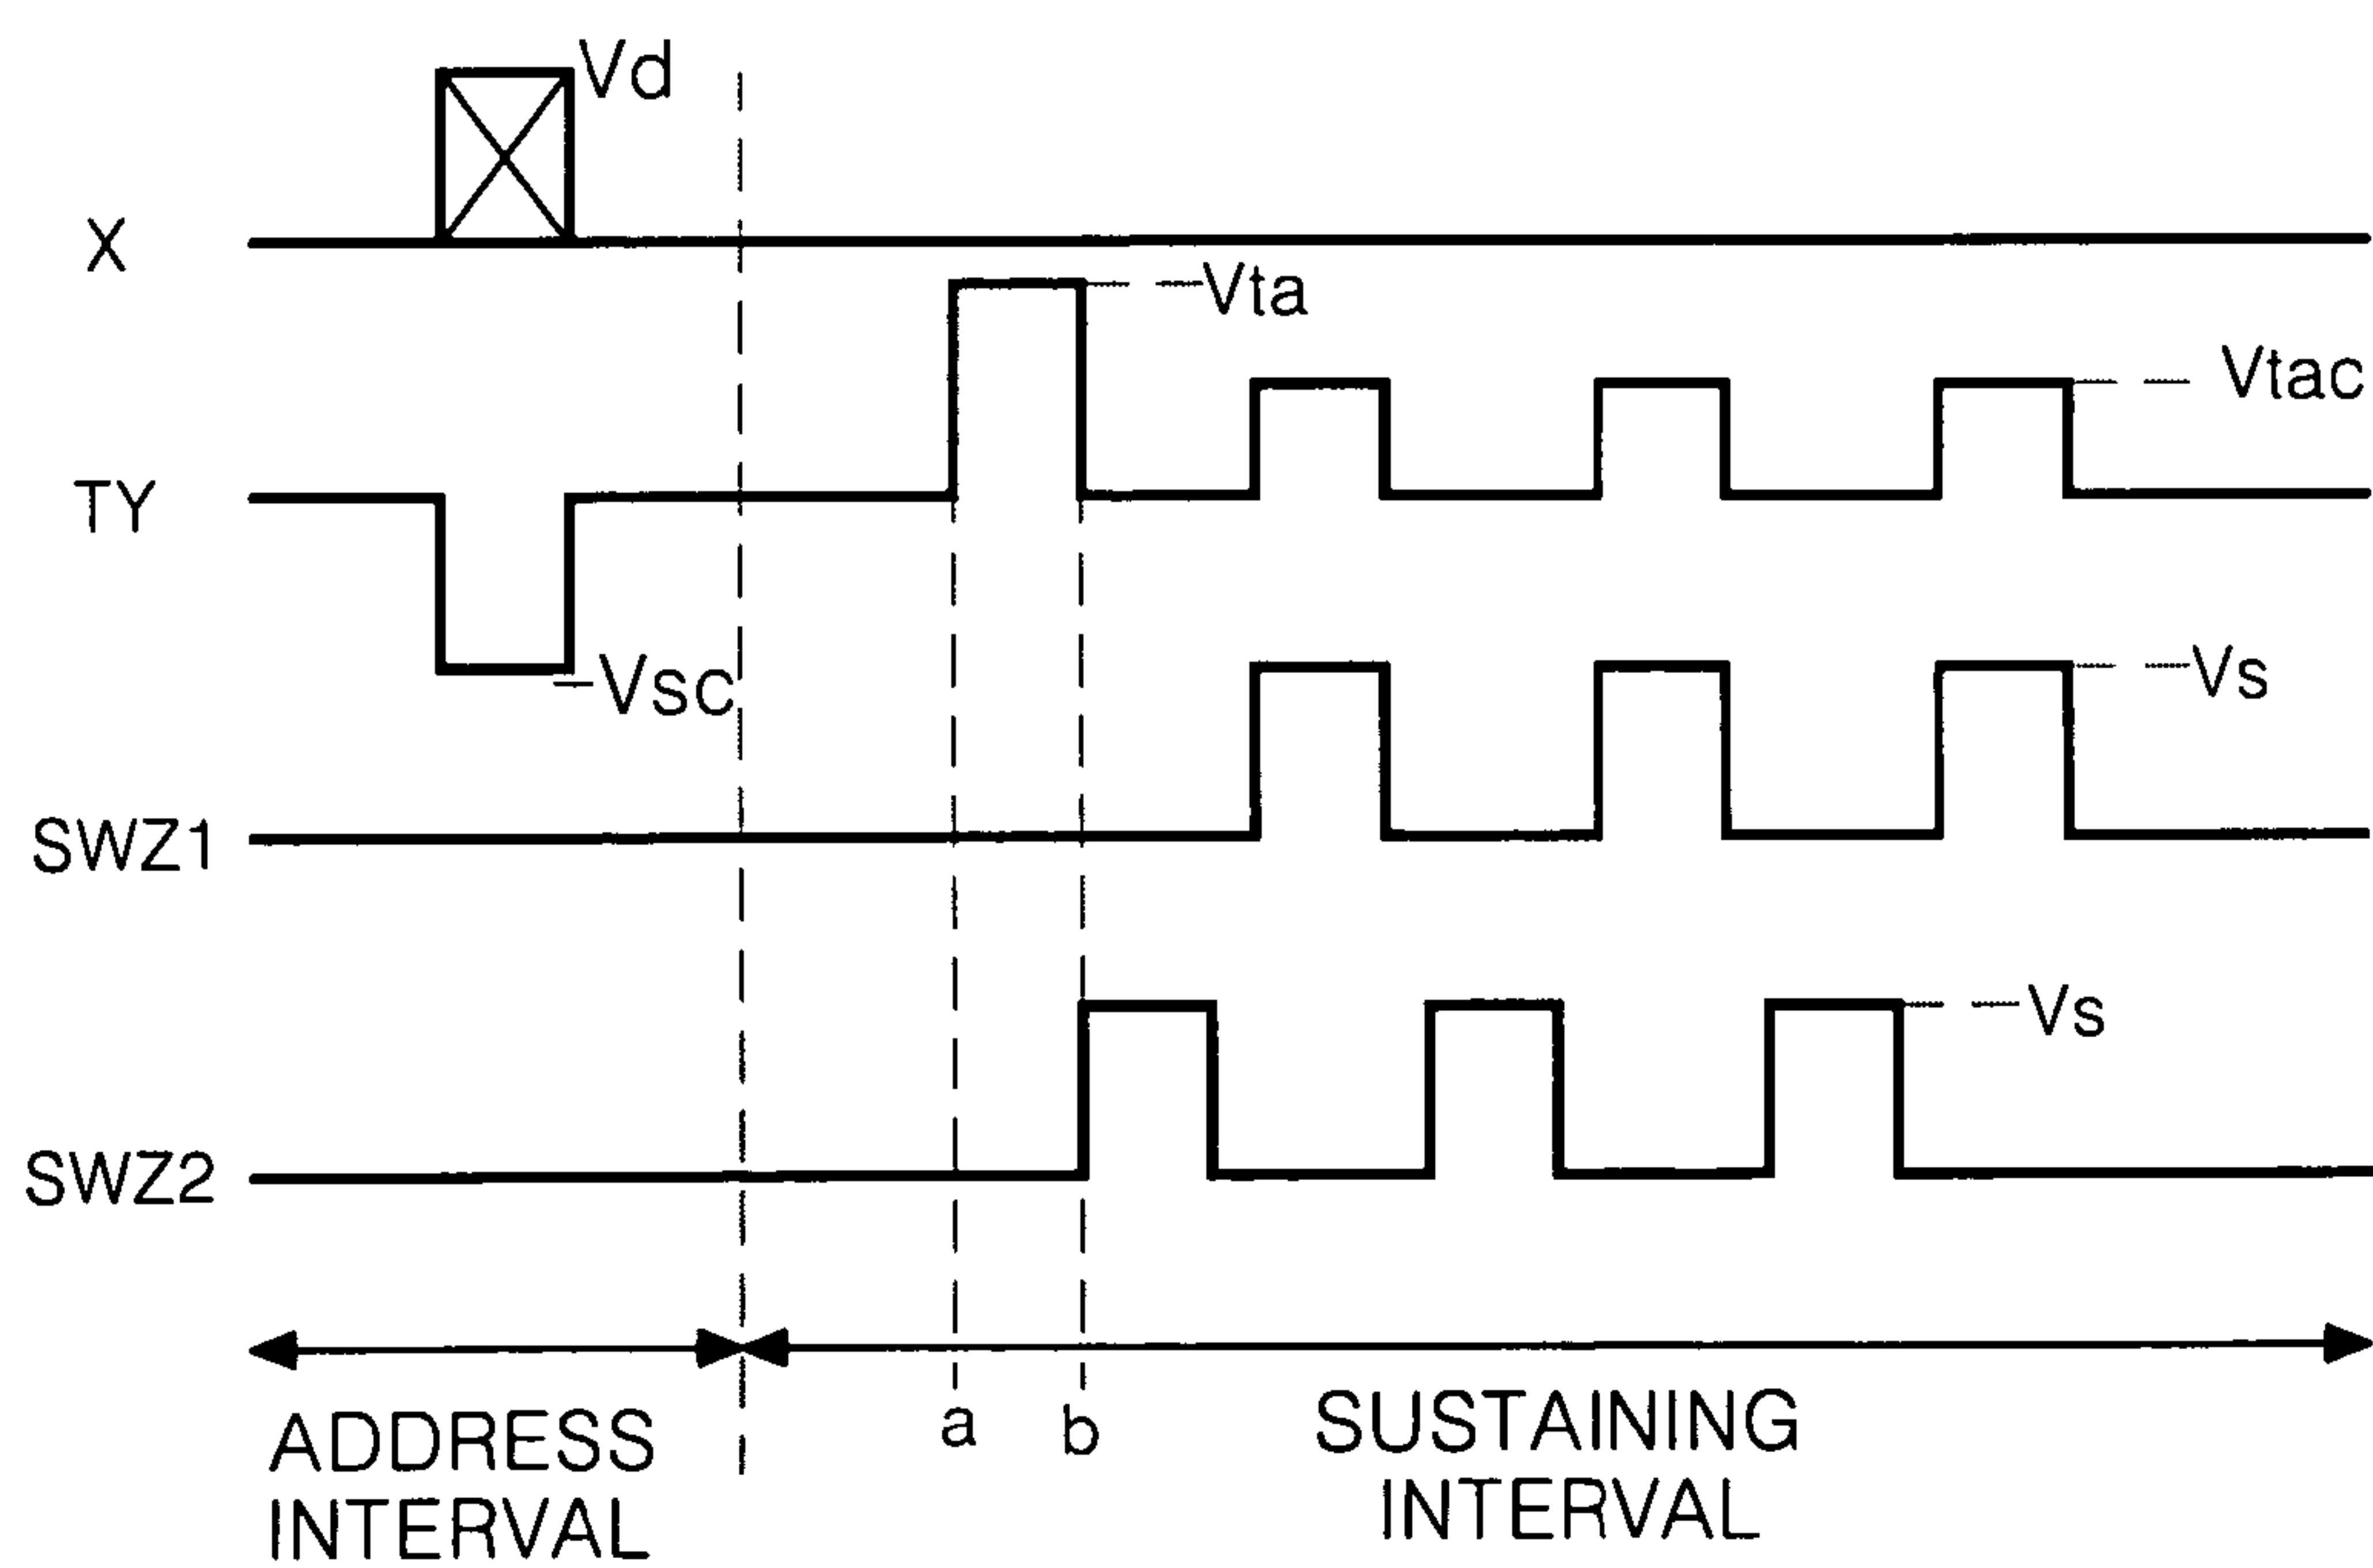 Vd
X
Vta
Vtac
TY
-Vsc
Vs
SWZ1
Vs
SWZ2
a
b
ADDRESS
INTERVAL
SUSTAINING
INTERVAL